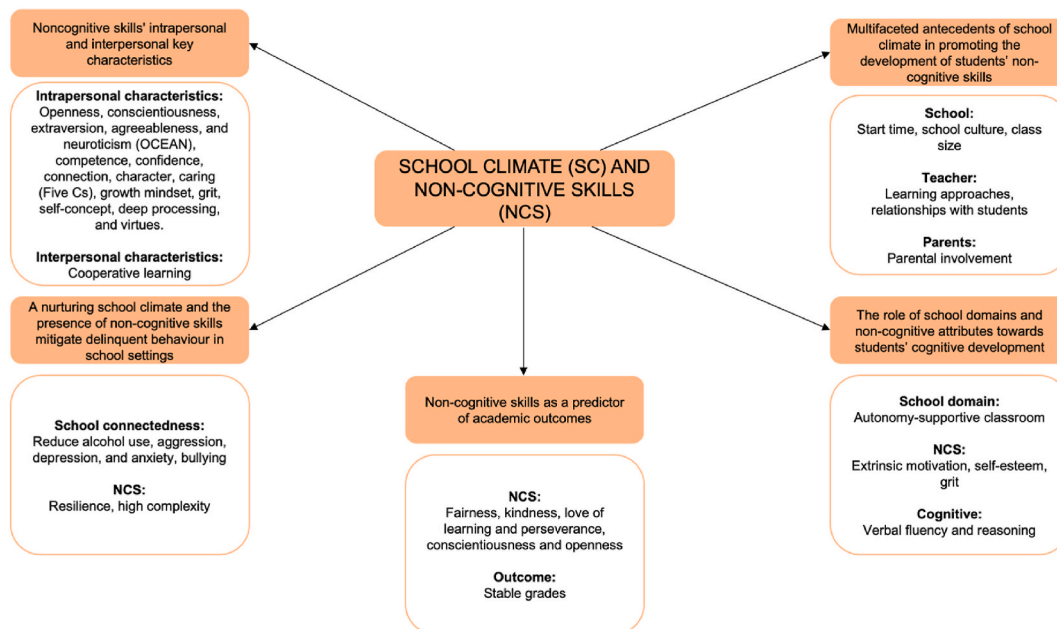 Noncognitive skills' intrapersonal
and interpersonal key
characteristics
Intrapersonal characteristics:
Openness, conscientiousness,
extraversion, agreeableness, and
neuroticism (OCEAN),
competence, confidence,
connection, character, caring
(Five Cs), growth mindset, grit,
self-concept, deep processing,
and virtues.
Interpersonal characteristics:
Cooperative learning
Multifaceted antecedents of school
climate in promoting the
development of students' non-
cognitive skills
School:
Start time, school culture, class
size
Teacher:
Learning approaches,
relationships with students
Parents:
Parental involvement
SCHOOL CLIMATE (SC) AND
NON-COGNITIVE SKILLS
(NCS)
A nurturing school climate and the
presence of non-cognitive skills
mitigate delinquent behaviour in
school settings
School connectedness:
Reduce alcohol use, aggression,
depression, and anxiety, bullying
NCS:
Resilience, high complexity
Non-cognitive skills as a predictor
of academic outcomes
NCS:
Fairness, kindness, love of
learning and perseverance,
conscientiousness and openness
Outcome:
Stable grades
The role of school domains and
non-cognitive attributes towards
students' cognitive development
School domain:
Autonomy-supportive classroom
NCS:
Extrinsic motivation, self-esteem,
grit
Cognitive:
Verbal fluency and reasoning